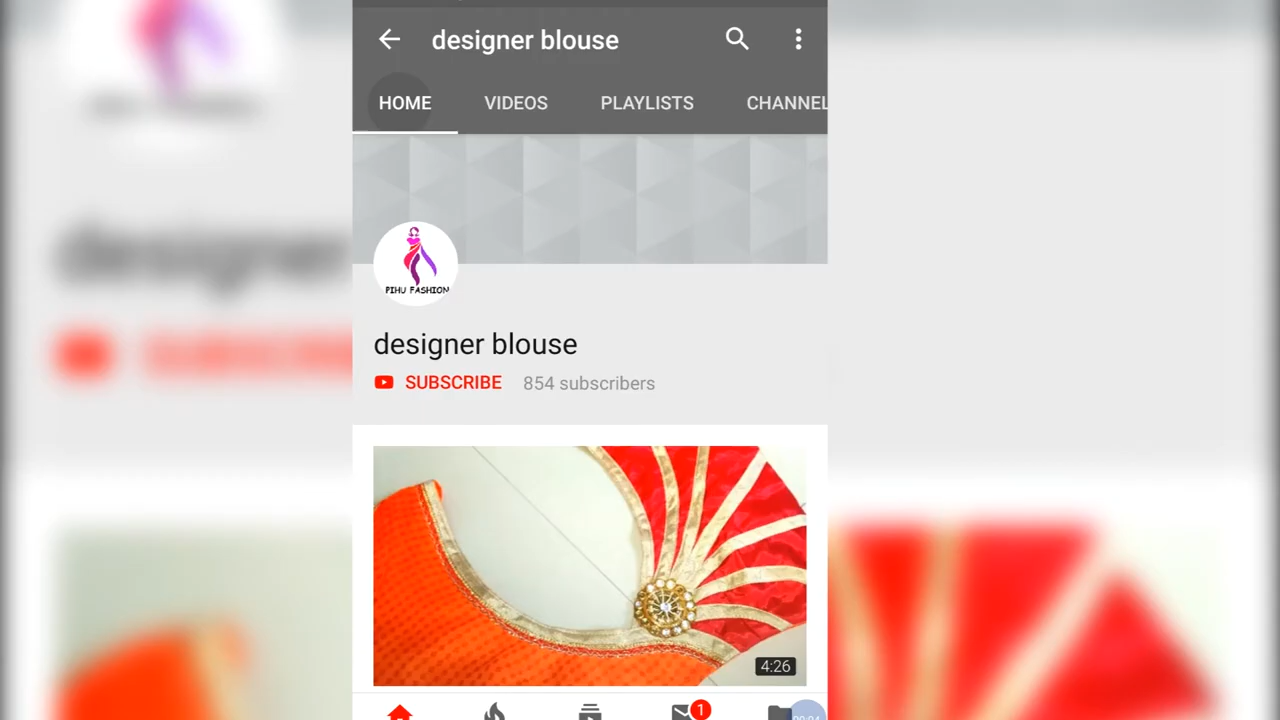 designer blouse
HOME VIDEOS PLAYLISTS CHANNEL
PIHU FASHION
designer blouse
SUBSCRIBE 854 subscribers
4:26
1